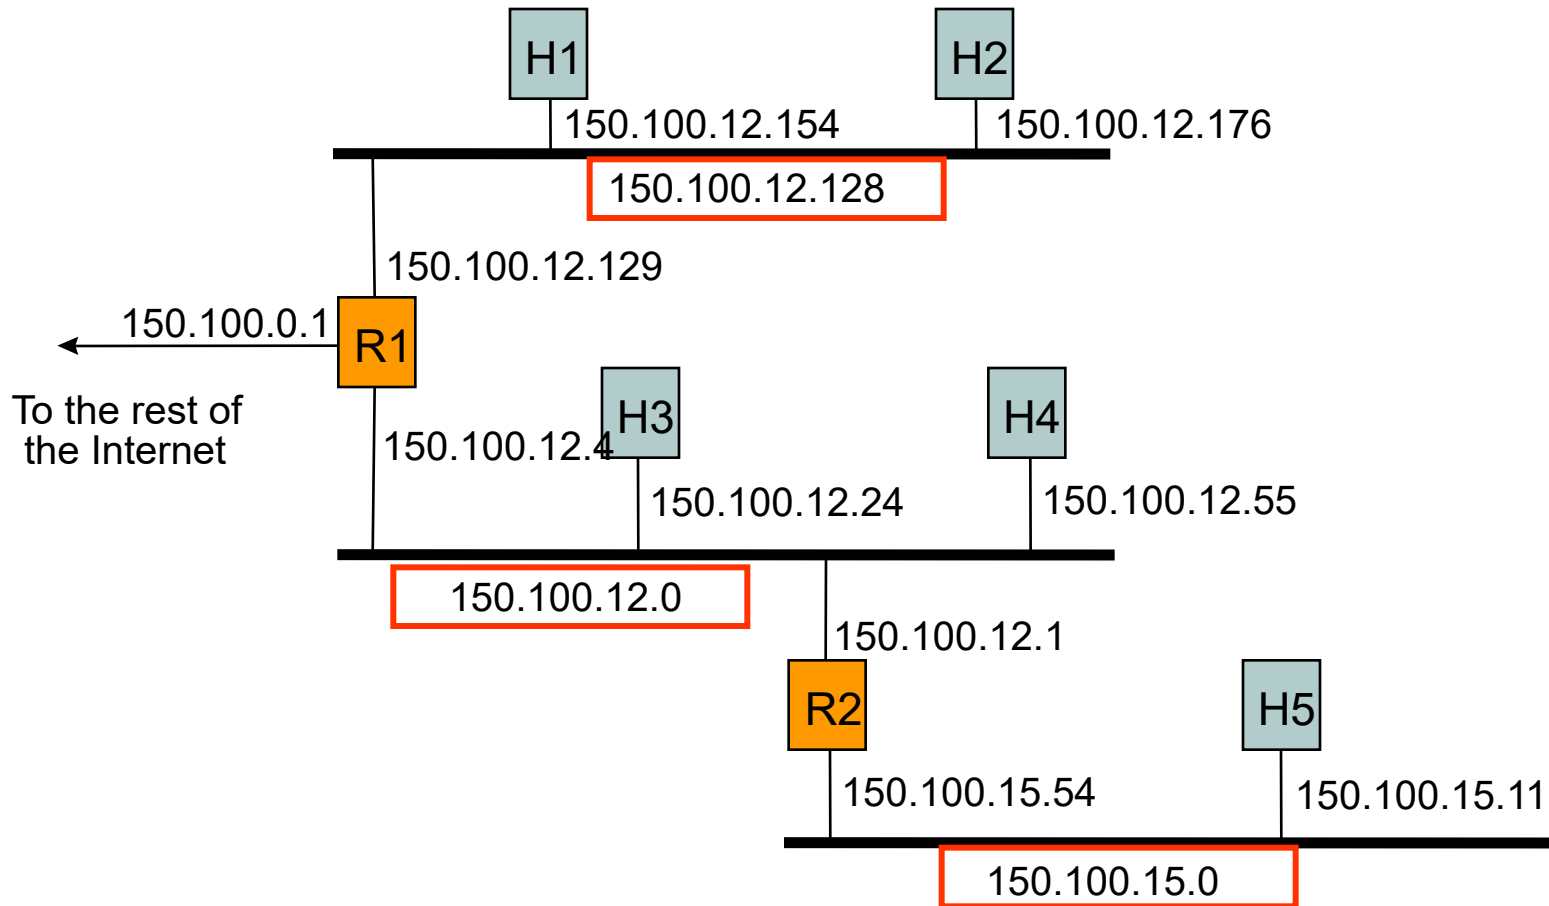 H1
H2
150.100.12.154
150.100.12.176
150.100.12.128
150.100.12.129
150.100.0.1
R1
To the rest of
the Internet
H3
H4
150.100.12.4
150.100.12.24
150.100.12.55
150.100.12.0
150.100.12.1
R2
H5
150.100.15.54
150.100.15.11
150.100.15.0